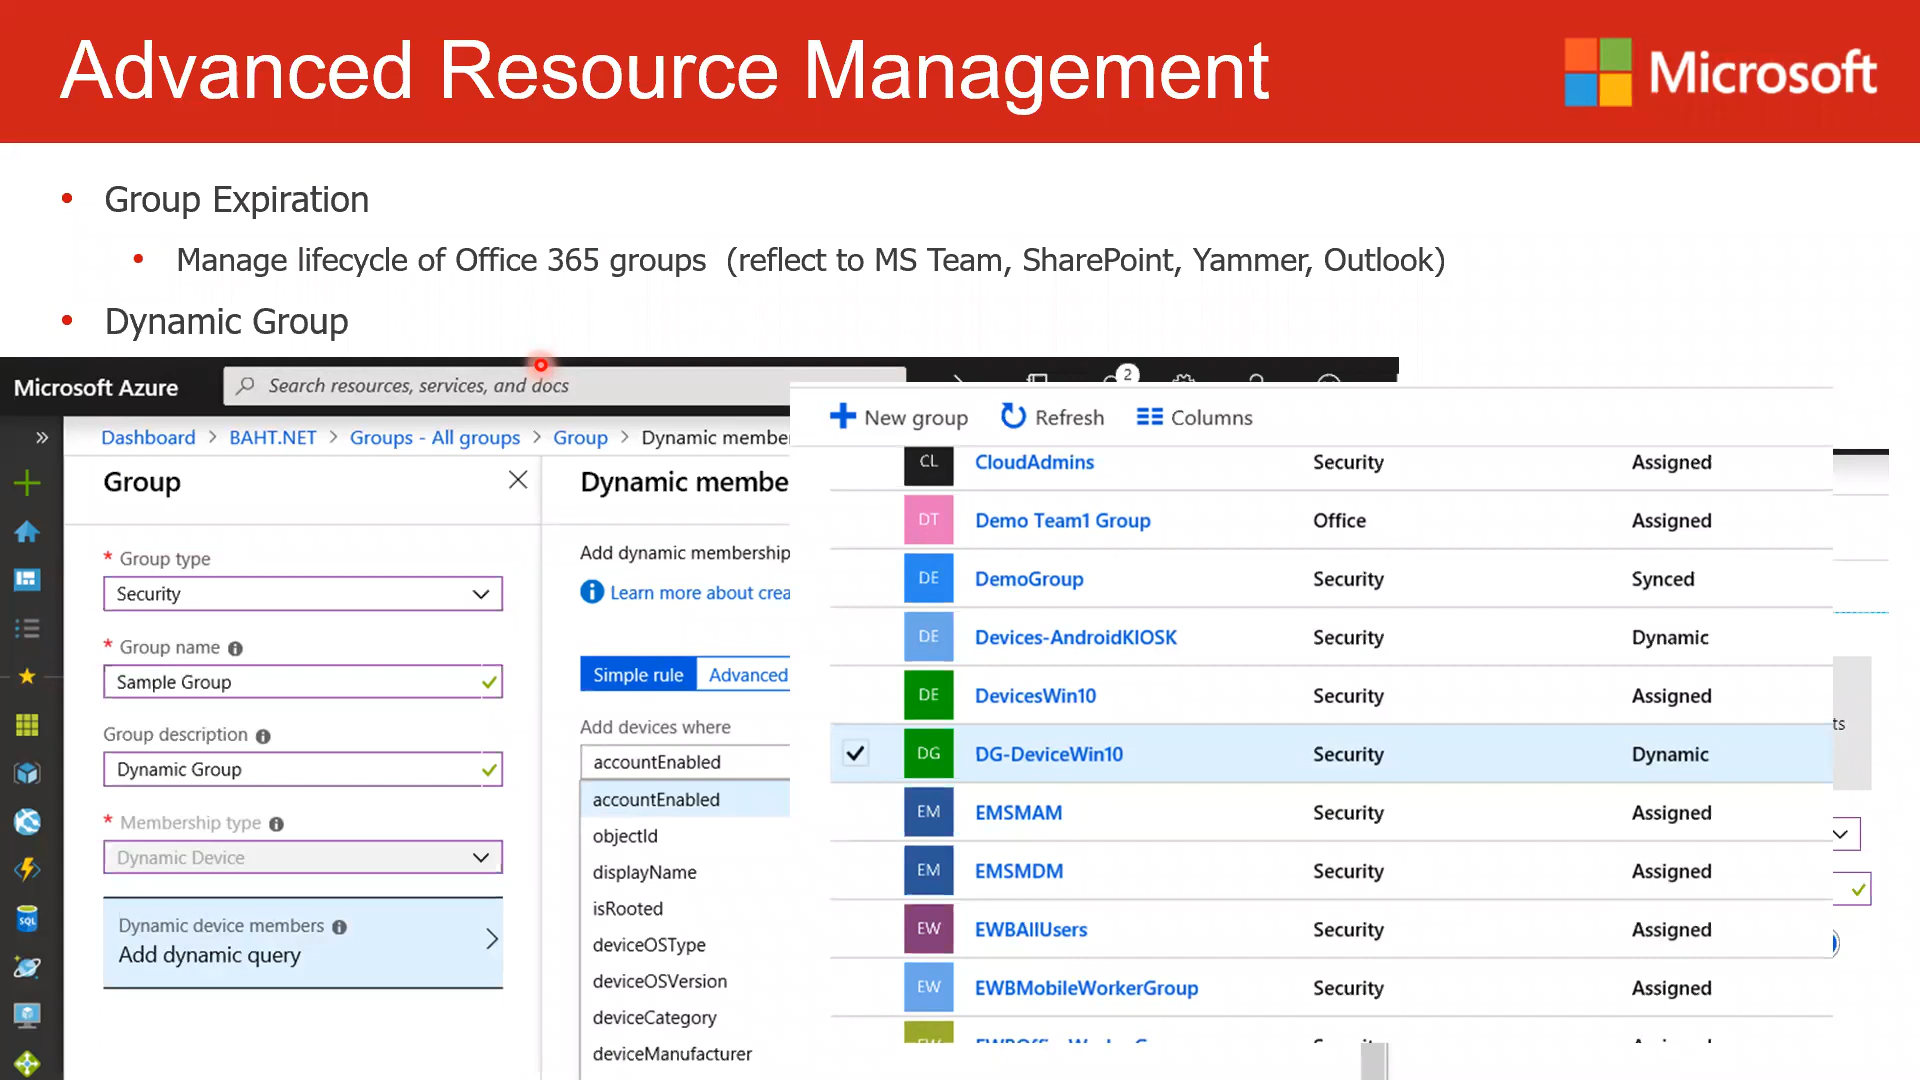 Advanced Resource Management
Microsoft
• Group Expiration
• Manage lifecycle of Office 365 groups (reflect to MS Team, SharePoint, Yammer, Outlook)
• Dynamic Group
Microsoft Azure
Search resources, services, and docs
2
Dashboard > BAHT.NET > Groups - All groups > Group > Dynamic membe
Group
* Group type
Security
* Group name
Sample Group
Group description
Dynamic Group
* Membership type
Dynamic Device
Dynamic device members
Add dynamic query
SQL
Dynamic membe
Add dynamic membership
Learn more about crea
Simple rule Advanced
Add devices where
accountEnabled
accountEnabled
objectId
displayName
isRooted
deviceOSType
deviceOSVersion
deviceCategory
deviceManufacturer
New group Refresh Columns
CL CloudAdmins Security Assigned
DT Demo Team1 Group Office Assigned
DE DemoGroup Security Synced
DE Devices-AndroidKIOSK Security Dynamic
DE DevicesWin10 Security Assigned
DG DG-DeviceWin10 Security Dynamic
EM EMSMAM Security Assigned
EM EMSMDM Security Assigned
EW EWBAllUsers Security Assigned
EW EWBMobileWorkerGroup Security Assigned
ts